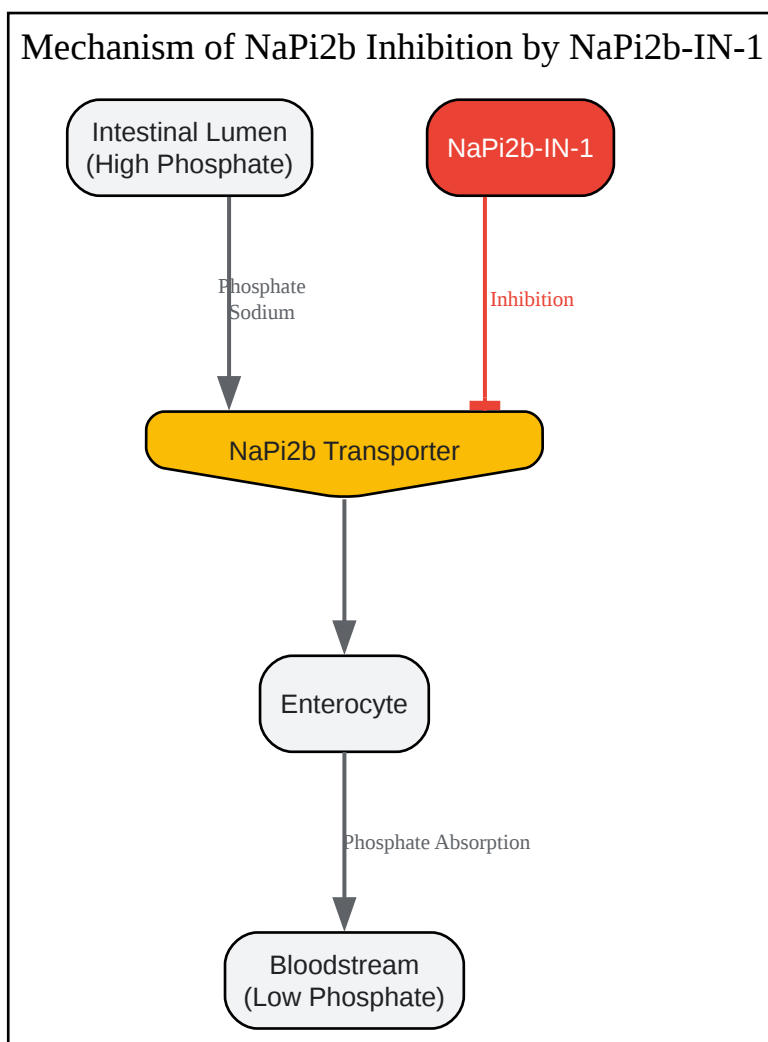 Mechanism of NaPi2b Inhibition by NaPi2b-IN-1
Intestinal Lumen
(High Phosphate)
NaPi2b-IN-1
Phosphate
Sodium
Inhibition
NaPi2b Transporter
Enterocyte
Phosphate Absorption
Bloodstream
(Low Phosphate)